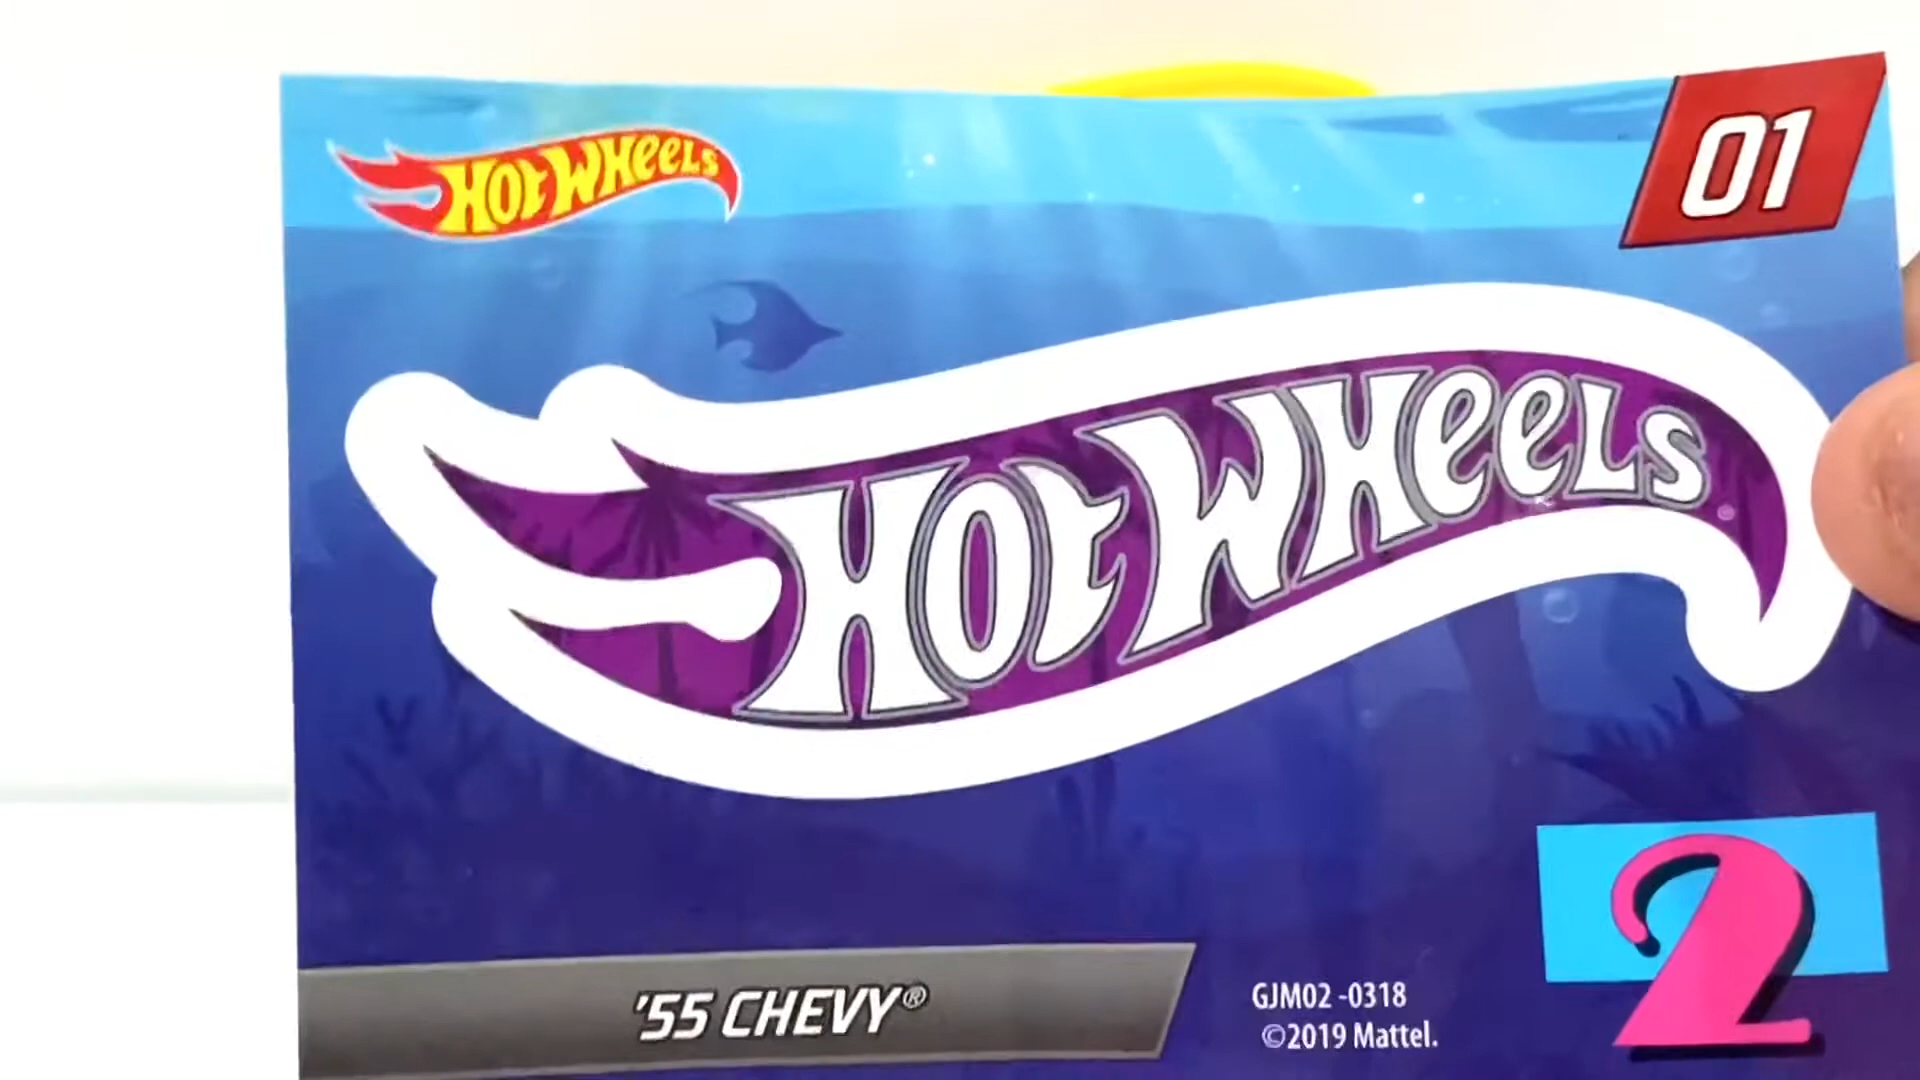 HOT WHEELS
01
HOT WHEELS
'55 CHEVY®
GJM02 -0318
©2019 Mattel.
2